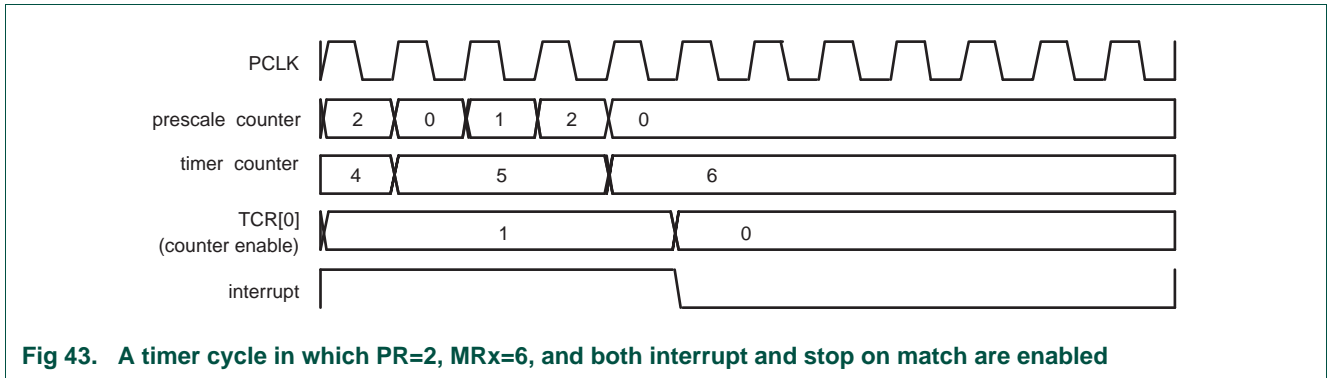 PCLK
prescale counter
2 0 1 2 0
timer counter
4 5 6
TCR[0]
(counter enable)
1 0
interrupt
Fig 43. A timer cycle in which PR=2, MRx=6, and both interrupt and stop on match are enabled